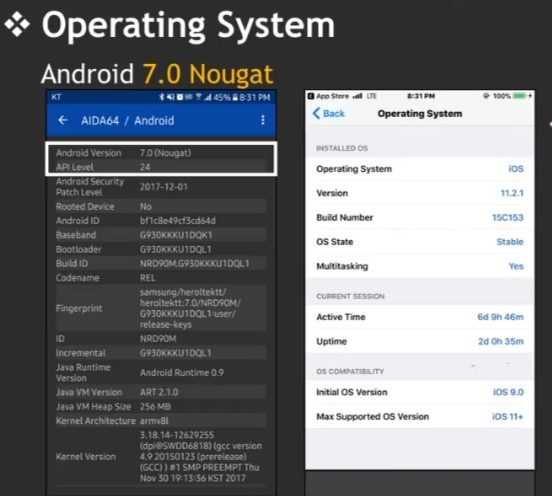 ❖ Operating System
Android 7.0 Nougat
KT 45% 8:31 PM
← AIDA64 / Android
Android Version 7.0 (Nougat)
API Level 24
Android Security
Patch Level 2017-12-01
Rooted Device No
Android ID bf1c8e49cf3cd64d
Baseband G930KKKU1DQK1
Bootloader G930KKKU1DQL1
Build ID NRD90M.G930KKKU1DQL1
Codename REL
Fingerprint samsung/heroltektt/
heroltektt:7.0/NRD90M/
G930KKKU1DQL1:user/
release-keys
ID NRD90M
Incremental G930KKKU1DQL1
Java Runtime
Version Android Runtime 0.9
Java VM Version ART 2.1.0
Java VM Heap Size 256 MB
Kernel Architecture armv8l
Kernel Version 3.18.14-12629255
(dpi@SWDD6818) (gcc version
4.9 20150123 (prerelease)
(GCC) ) #1 SMP PREEMPT Thu
Nov 30 19:13:36 KST 2017
App Store LTE 8:31 PM 100%
Back Operating System
INSTALLED OS
Operating System iOS
Version 11.2.1
Build Number 15C153
OS State Stable
Multitasking Yes
CURRENT SESSION
Active Time 6d 9h 46m
Uptime 2d 0h 35m
OS COMPATIBILITY
Initial OS Version iOS 9.0
Max Supported OS Version iOS 11+